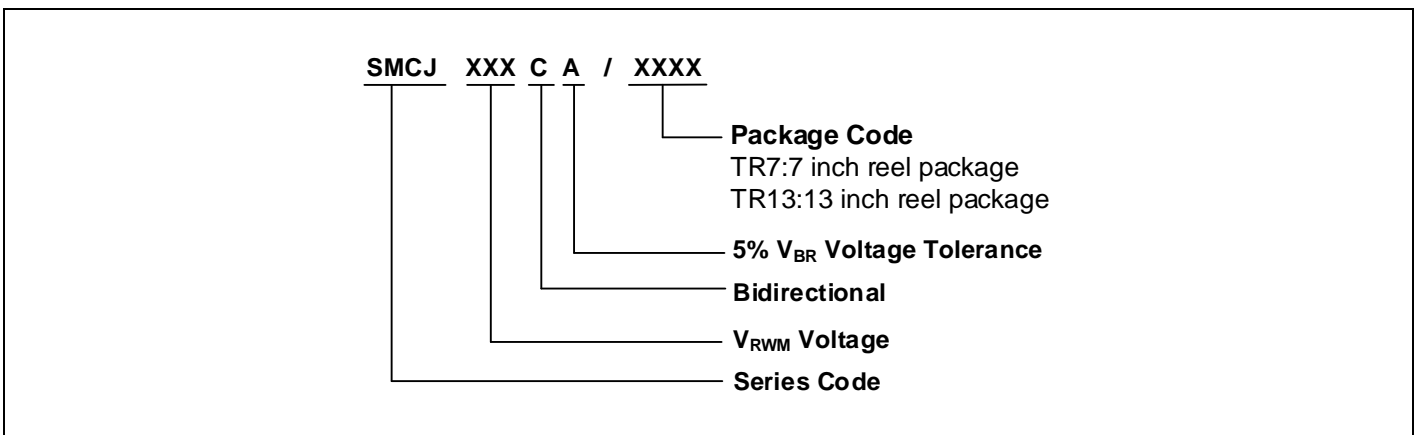 SMCJ XXX C A / XXXX
Package Code
TR7:7 inch reel package
TR13:13 inch reel package
5% VBR Voltage Tolerance
Bidirectional
VRWM Voltage
Series Code